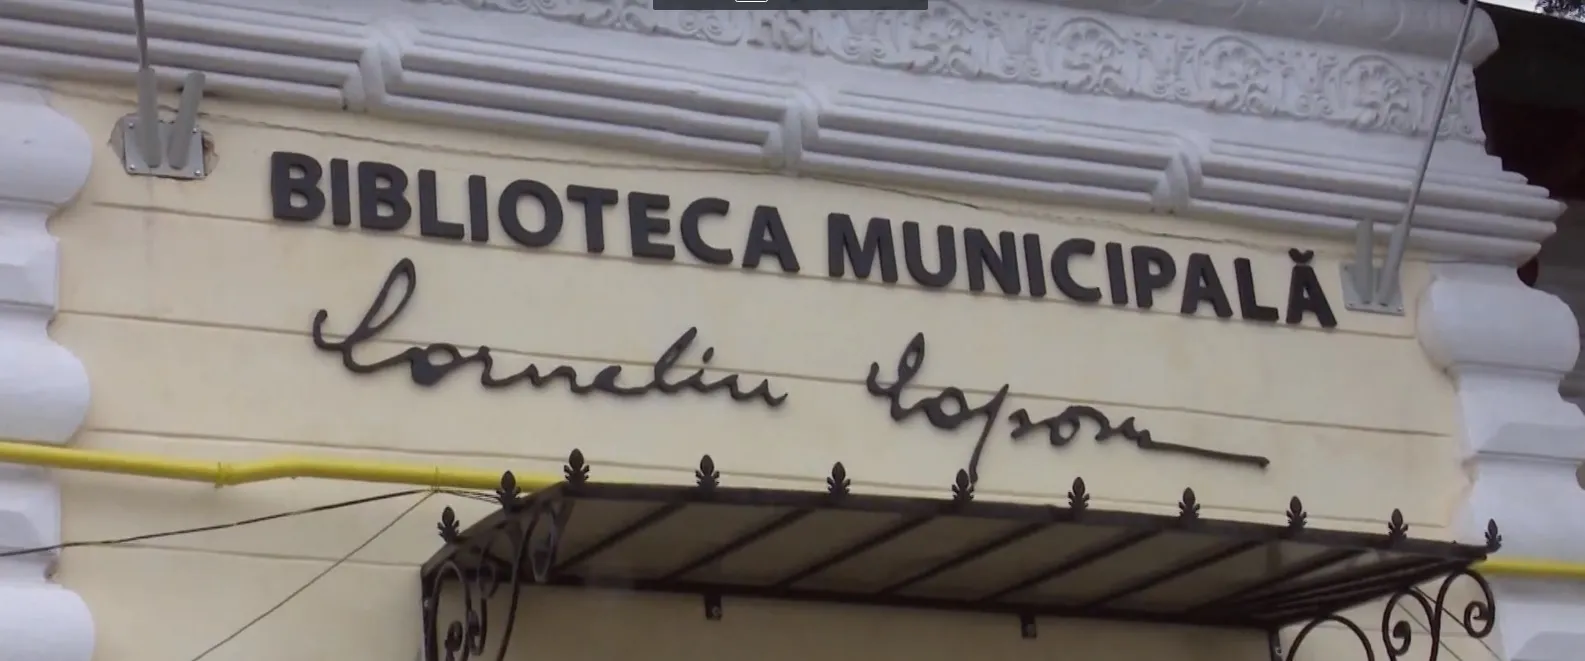 BIBLIOTECA MUNICIPALĂ
Corneliu Coposu